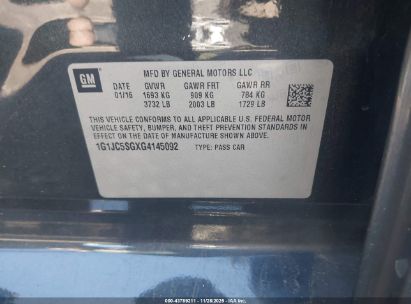 GM
MFD BY GENERAL MOTORS LLC
DATE GVWR GAWR FRT GAWR RR
01/16 1693 KG 909 KG 784 KG
3732 LB 2003 LB 1729 LB
THIS VEHICLE CONFORMS TO ALL APPLICABLE U.S. FEDERAL MOTOR
VEHICLE SAFETY, BUMPER, AND THEFT PREVENTION STANDARDS
IN EFFECT ON THE DATE OF MANUFACTURE SHOWN ABOVE.
1G1JC5SGXG4145092 TYPE: PASS CAR